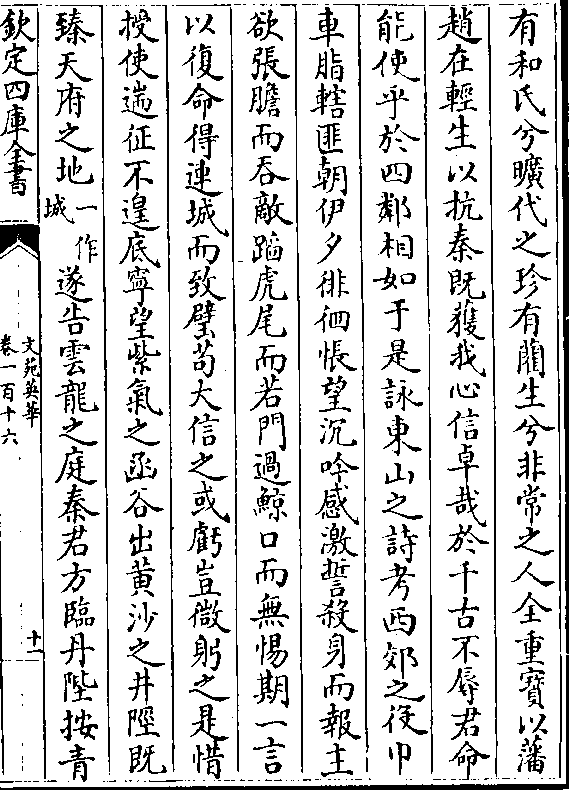 有和氏兮曠代之珍有藺生兮非常之人全重寶以藩
趙在輕生以抗秦既獲我心信卓哉於千古不辱君命
能使乎於四鄰相如于是詠東山之詩考西郊之役巾
車脂轄匪朝伊夕徘徊悵望沉吟感激誓殺身而報主
欲張膽而吞敵蹈虎尾而若門過鯨口而無惕期一言
以復命得連城而致璧苟大信之或虧豈微躬之是惜
授使遄征不遑底寧望紫氣之函谷出黃沙之井陘既
臻天府之地一作城遂告雲龍之庭秦君方臨丹陛按青
欽定四庫全書
文苑英華
卷一百十六
十一